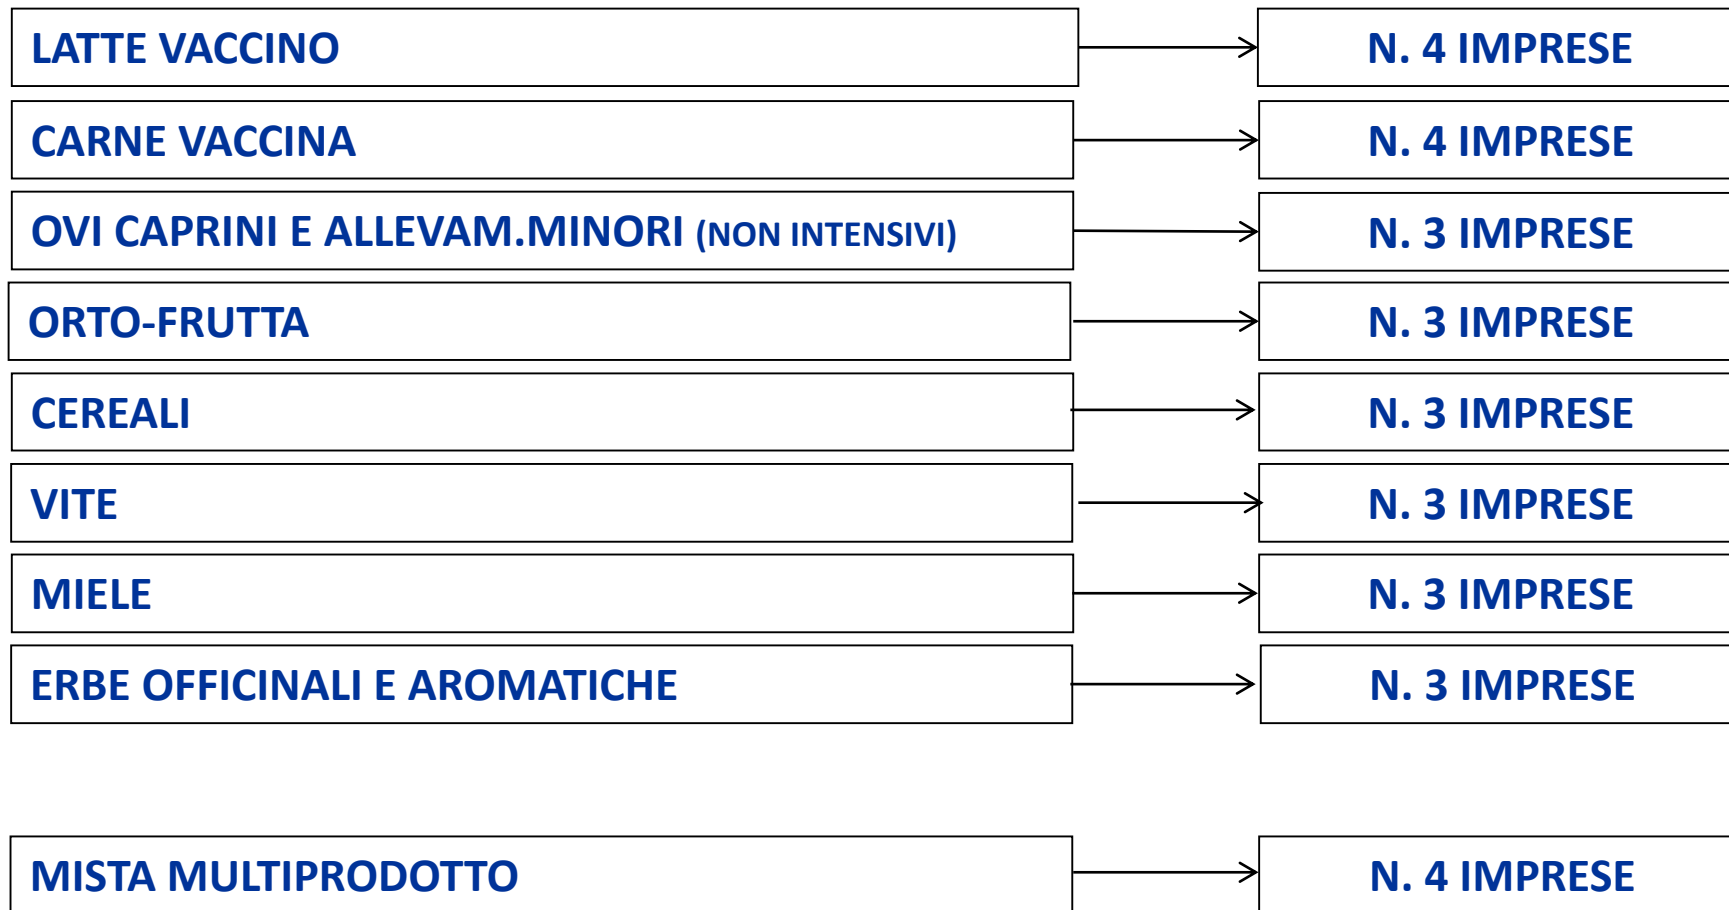 LATTE VACCINO N. 4 IMPRESE
CARNE VACCINA N. 4 IMPRESE
OVI CAPRINI E ALLEVAM.MINORI (NON INTENSIVI) N. 3 IMPRESE
ORTO-FRUTTA N. 3 IMPRESE
CEREALI N. 3 IMPRESE
VITE N. 3 IMPRESE
MIELE N. 3 IMPRESE
ERBE OFFICINALI E AROMATICHE N. 3 IMPRESE
MISTA MULTIPRODOTTO N. 4 IMPRESE